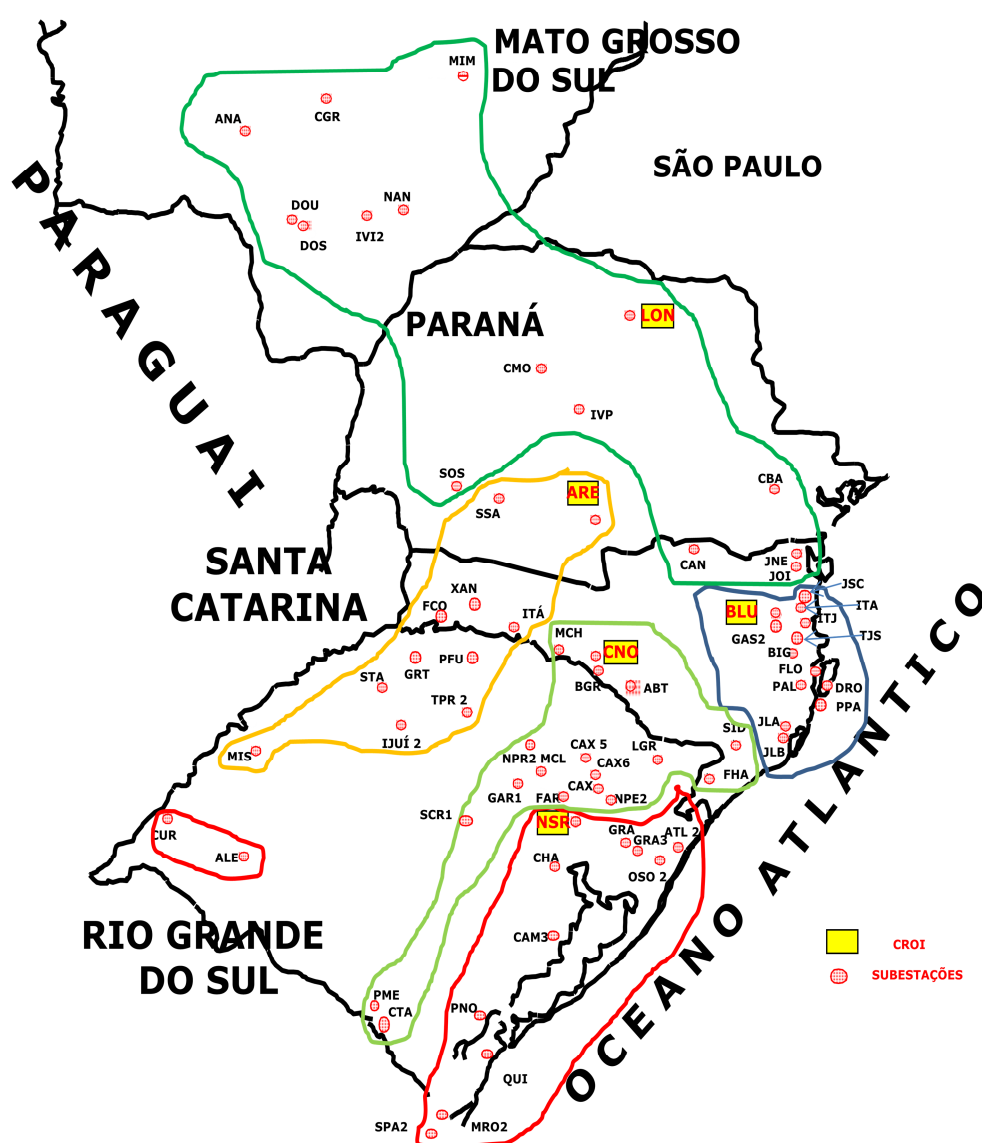 MATO GROSSO
DO SUL
MIM
CGR
ANA
SÃO PAULO
PARAGUAI
NAN
DOU
IVI2
DOS
PARANÁ
LON
CMO
IVP
SOS
CBA
SSA
ARE
SANTA
CATARINA
CAN
JNE
JOI
JSC
XAN
FCO
ITÁ
BLU
ITA
ITJ
GAS2
TJS
MCH
CNO
BIG
FLO
GRT
PFU
STA
BGR
ABT
PAL
DRO
PPA
TPR 2
IJUÍ 2
JLA
SID
JLB
MIS
CAX 5
LGR
NPR2
MCL
CAX6
FHA
GAR1
CAX
FAR
NPE2
SCR1
NSR
CUR
GRA
GRA3
ATL 2
ALE
CHA
OSO 2
RIO GRANDE
DO SUL
CAM3
OCEANO ATLANTICO
CROI
SUBESTAÇÕES
PME
CTA
PNO
QUI
SPA2
MRO2